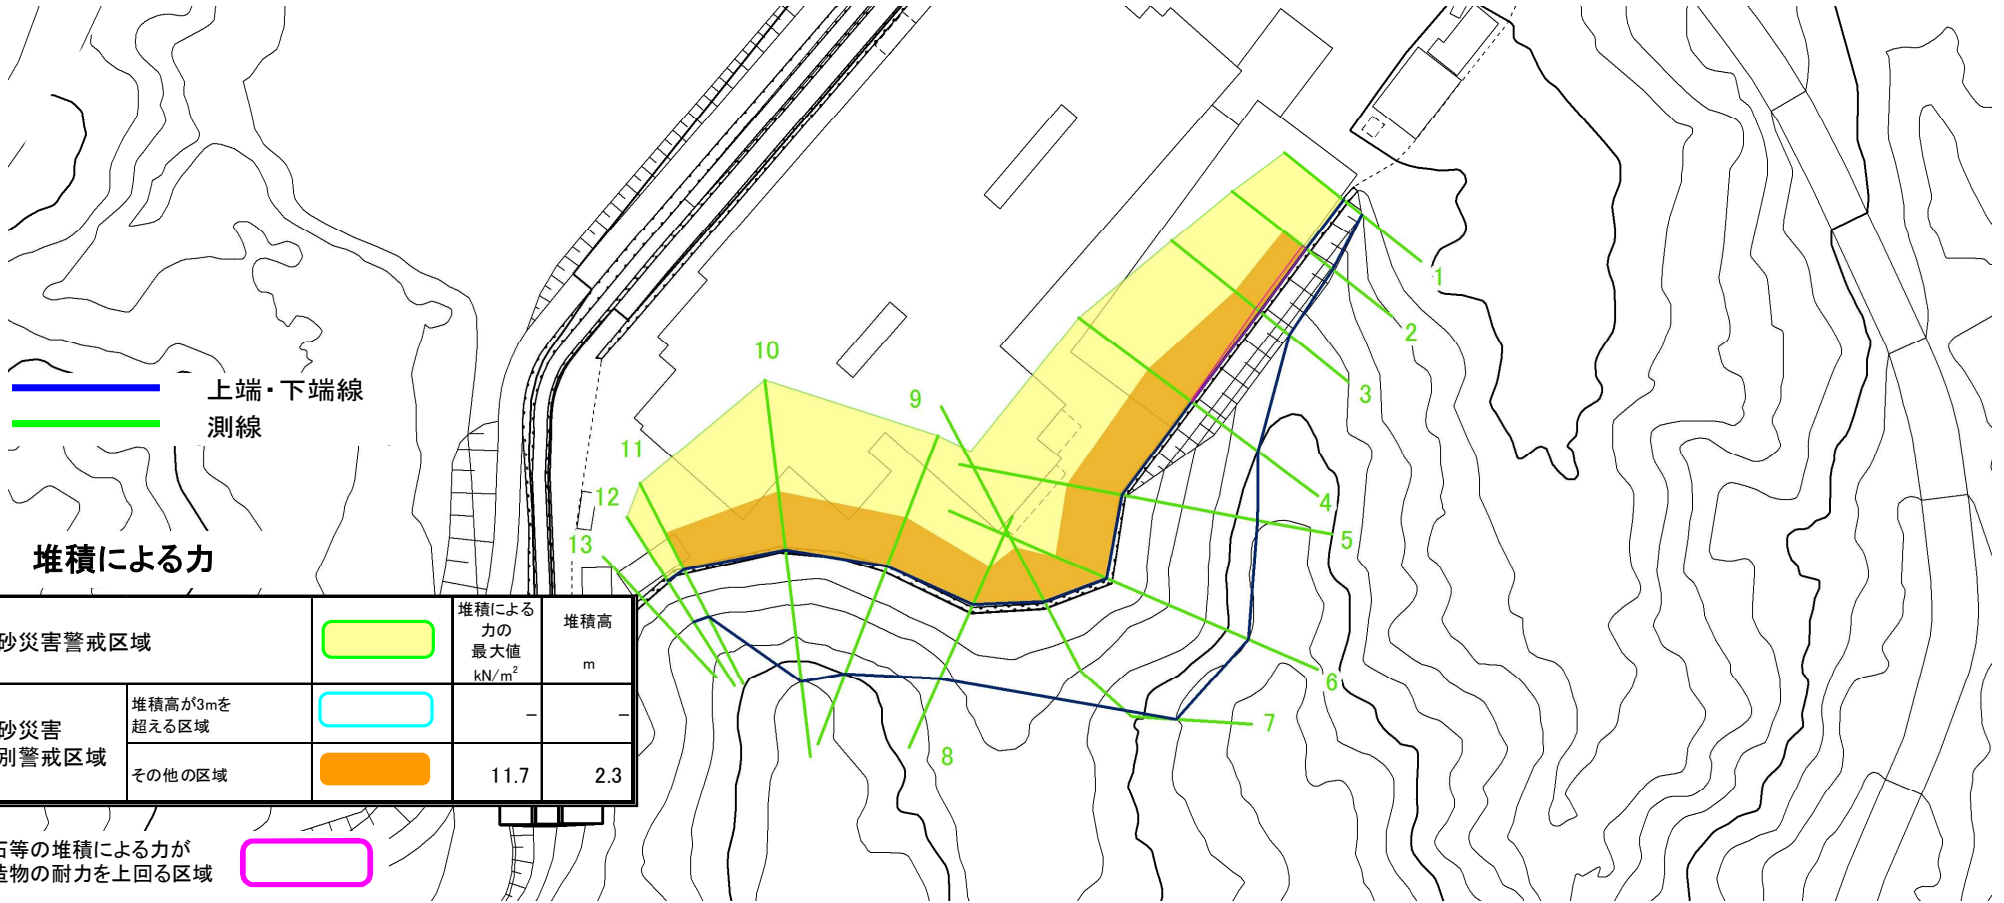 上端・下端線
測線
堆積による力
砂災害警戒区域
堆積による
力の
最大値
kN/m²
堆積高
m
砂災害
別警戒区域
堆積高が3mを
超える区域
－
－
その他の区域
11.7
2.3
石等の堆積による力が
造物の耐力を上回る区域
1
2
3
4
5
6
7
8
9
10
11
12
13